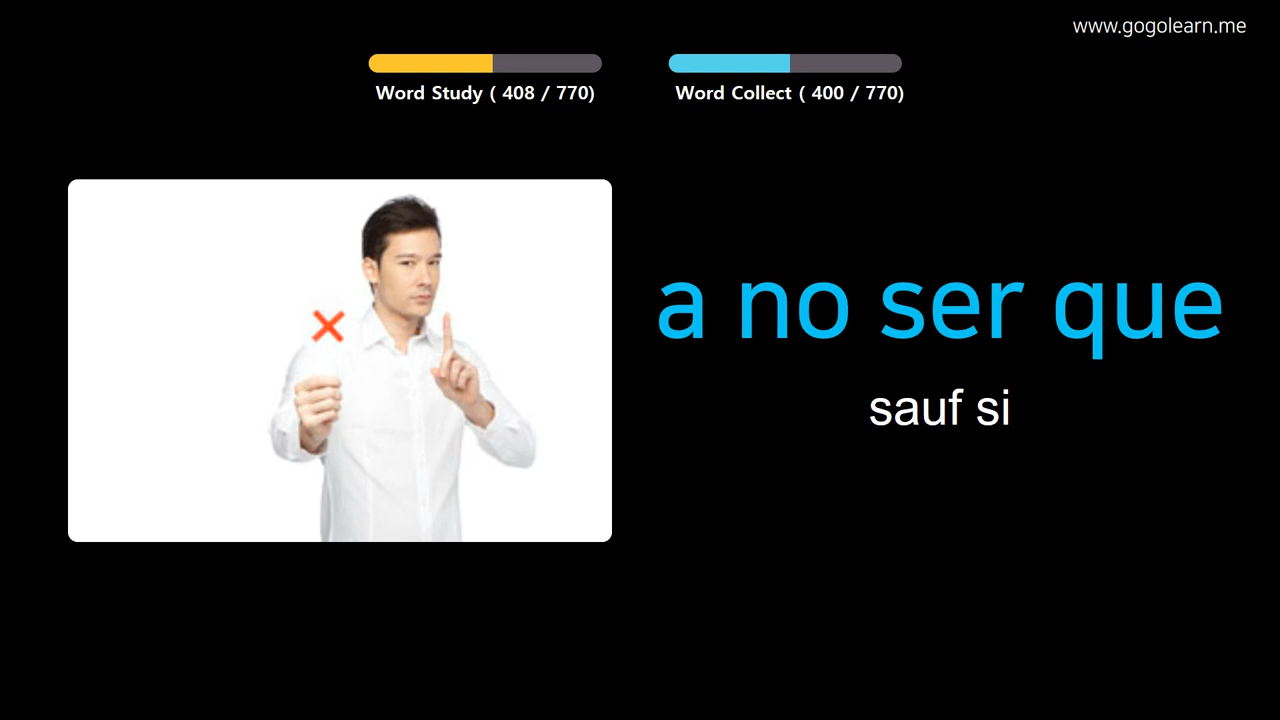 www.gogolearn.me
Word Study ( 408 / 770)
Word Collect ( 400 / 770)
a no ser que
sauf si